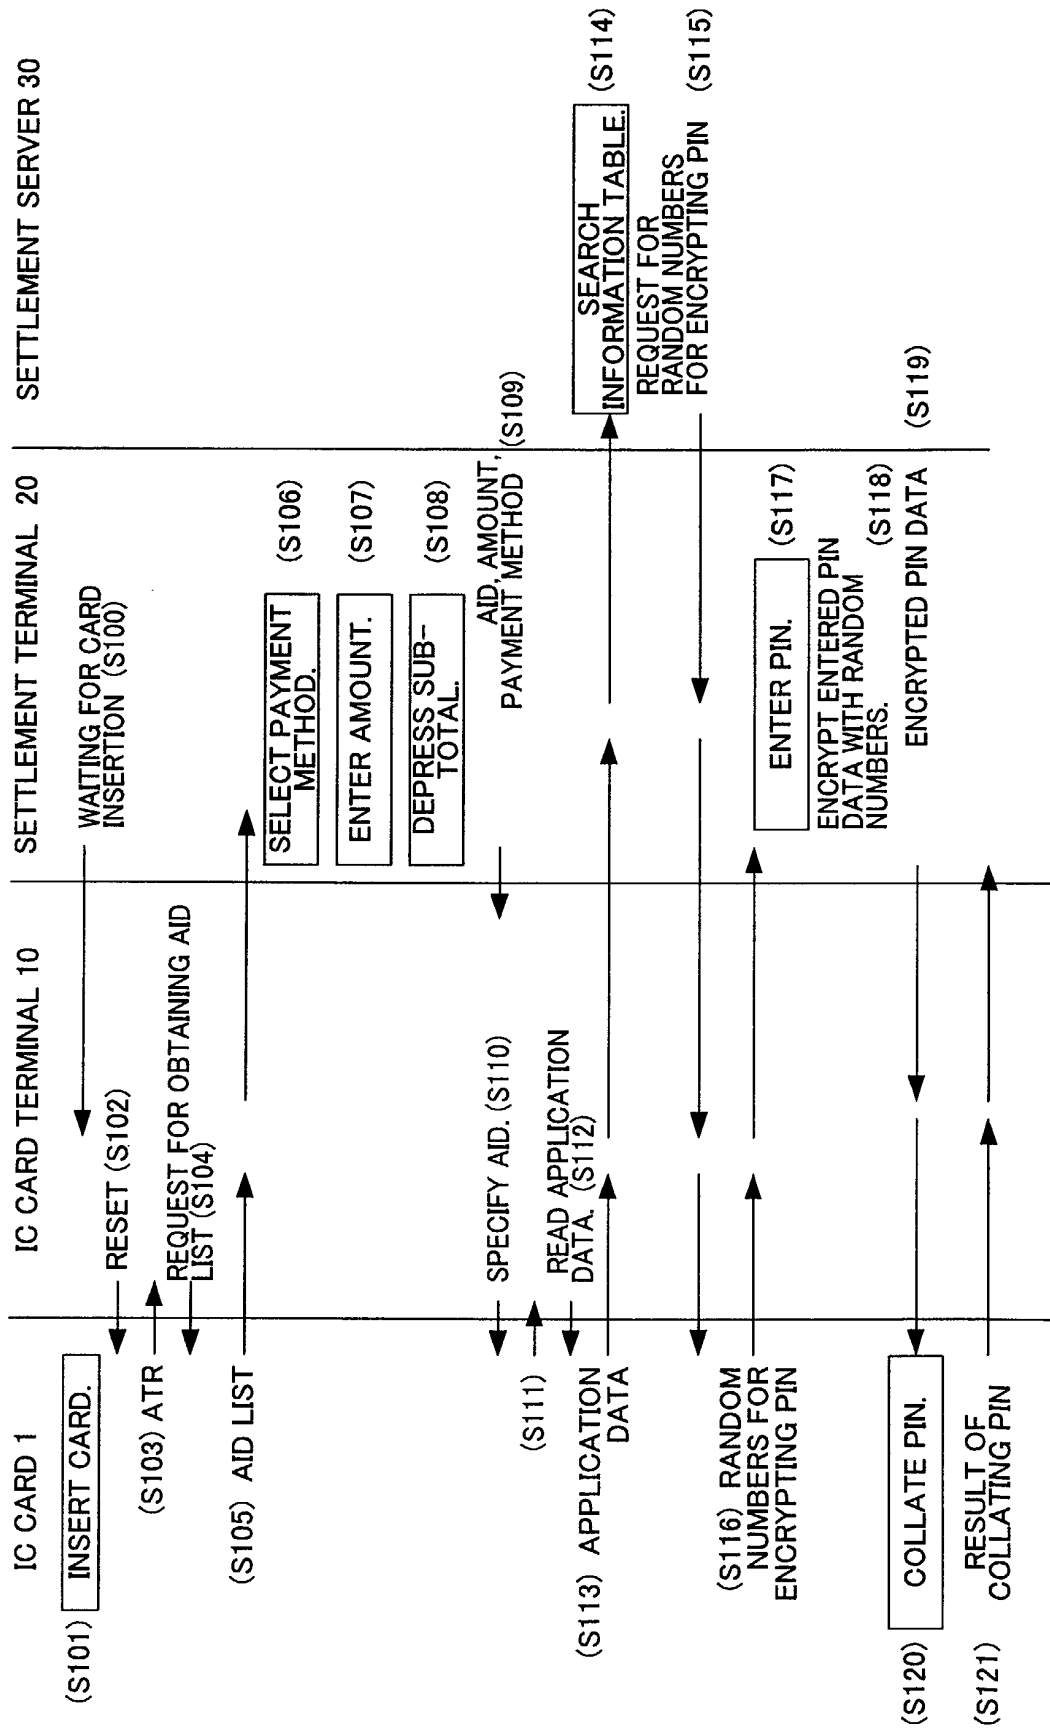 IC CARD 1
IC CARD TERMINAL 10
SETTLEMENT TERMINAL 20
SETTLEMENT SERVER 30
WAITING FOR CARD
INSERTION (S100)
(S101)
INSERT CARD.
RESET (S102)
(S103) ATR
REQUEST FOR OBTAINING AID
LIST (S104)
(S105) AID LIST
SELECT PAYMENT
METHOD.
(S106)
ENTER AMOUNT.
(S107)
DEPRESS SUB-
TOTAL.
(S108)
AID, AMOUNT,
PAYMENT METHOD (S109)
SPECIFY AID. (S110)
(S111)
READ APPLICATION
DATA. (S112)
(S113) APPLICATION
DATA
SEARCH
INFORMATION TABLE.
(S114)
REQUEST FOR
RANDOM NUMBERS
FOR ENCRYPTING PIN (S115)
(S116) RANDOM
NUMBERS FOR
ENCRYPTING PIN
ENTER PIN.
(S117)
ENCRYPT ENTERED PIN
DATA WITH RANDOM
NUMBERS.
(S118)
ENCRYPTED PIN DATA (S119)
(S120)
COLLATE PIN.
(S121)
RESULT OF
COLLATING PIN